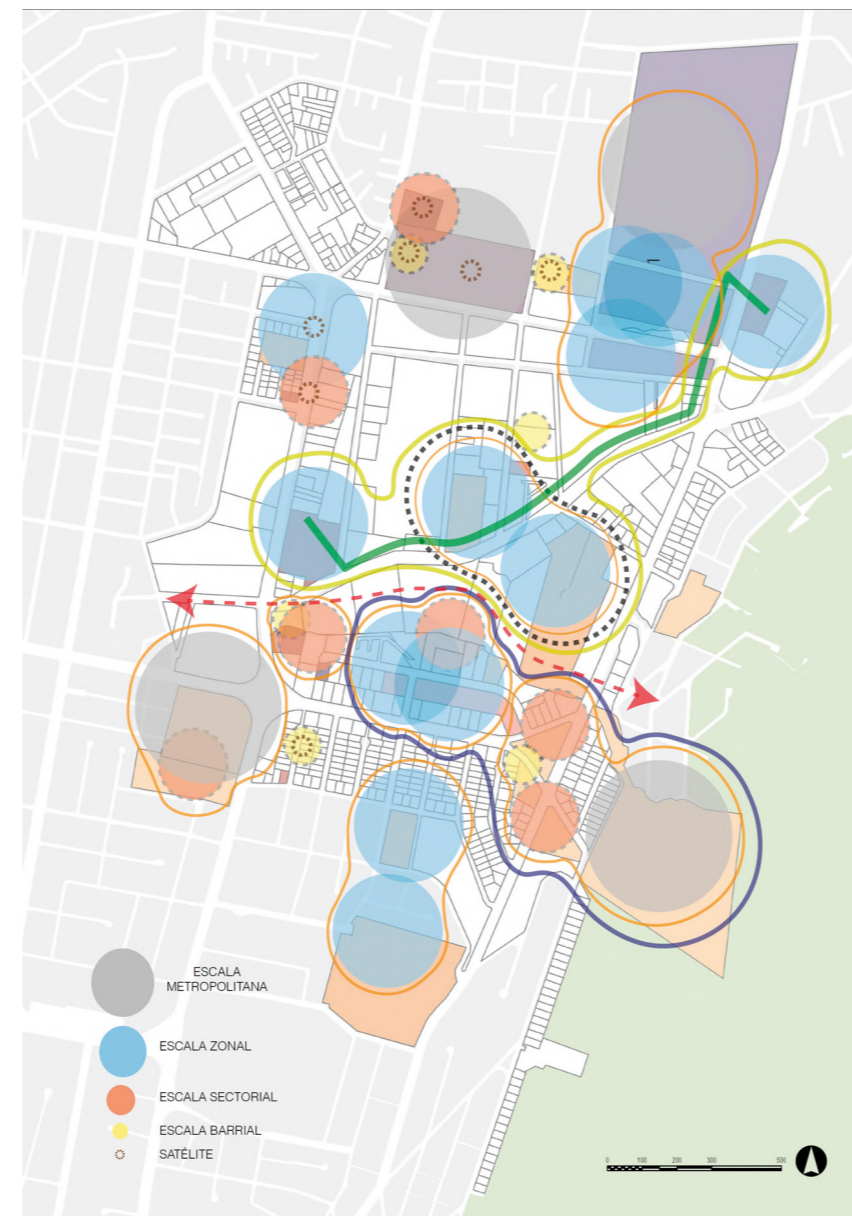 ESCALA
METROPOLITANA
ESCALA ZONAL
ESCALA SECTORIAL
ESCALA BARRIAL
SATÉLITE
0 100 200 300 500